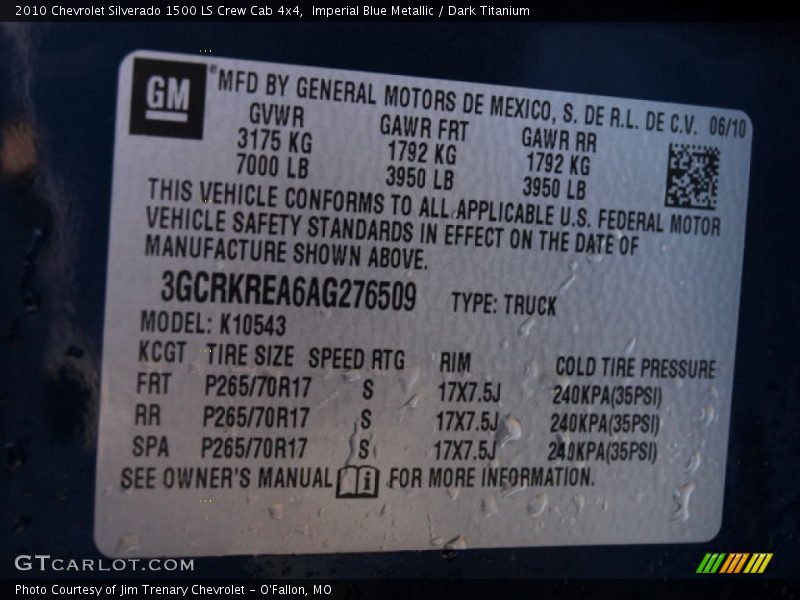 2010 Chevrolet Silverado 1500 LS Crew Cab 4x4,  Imperial Blue Metallic / Dark Titanium
GM ® MFD BY GENERAL MOTORS DE MEXICO, S. DE R.L. DE C.V. 06/10
GVWR GAWR FRT GAWR RR
3175 KG 1792 KG 1792 KG
7000 LB 3950 LB 3950 LB
THIS VEHICLE CONFORMS TO ALL APPLICABLE U.S. FEDERAL MOTOR
VEHICLE SAFETY STANDARDS IN EFFECT ON THE DATE OF
MANUFACTURE SHOWN ABOVE.
3GCRKREA6AG276509 TYPE: TRUCK
MODEL: K10543
KCGT TIRE SIZE SPEED RTG RIM COLD TIRE PRESSURE
FRT P265/70R17 S 17X7.5J 240KPA(35PSI)
RR P265/70R17 S 17X7.5J 240KPA(35PSI)
SPA P265/70R17 S 17X7.5J 240KPA(35PSI)
SEE OWNER'S MANUAL i FOR MORE INFORMATION.
GTCARLOT.COM
Photo Courtesy of Jim Trenary Chevrolet - O'Fallon, MO